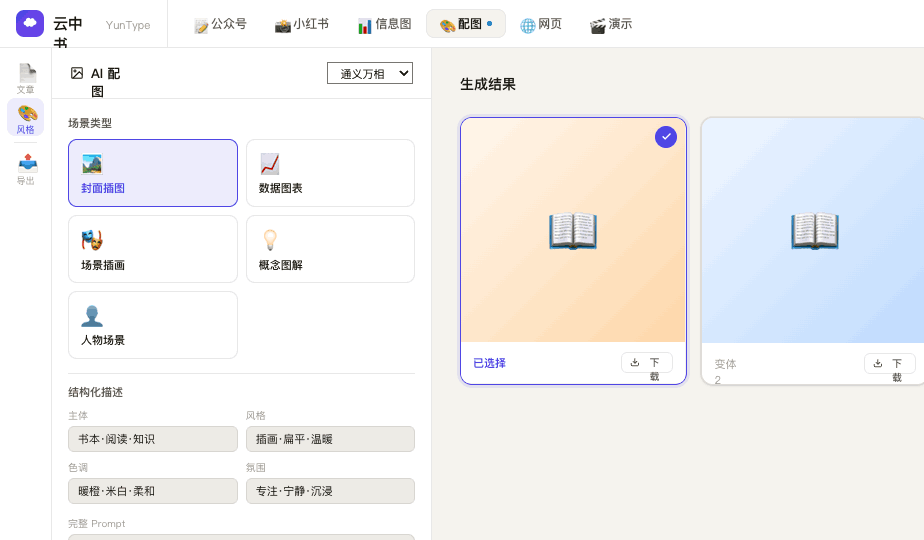 云中
书
YunType
公众号
小红书
信息图
配图
网页
演示
文章
风格
导出
AI 配
图
通义万相
场景类型
封面插图
数据图表
场景插画
概念图解
人物场景
结构化描述
主体
风格
书本·阅读·知识
插画·扁平·温暖
色调
氛围
暖橙·米白·柔和
专注·宁静·沉浸
完整 Prompt
生成结果
已选择
下
载
变体
2
下
载